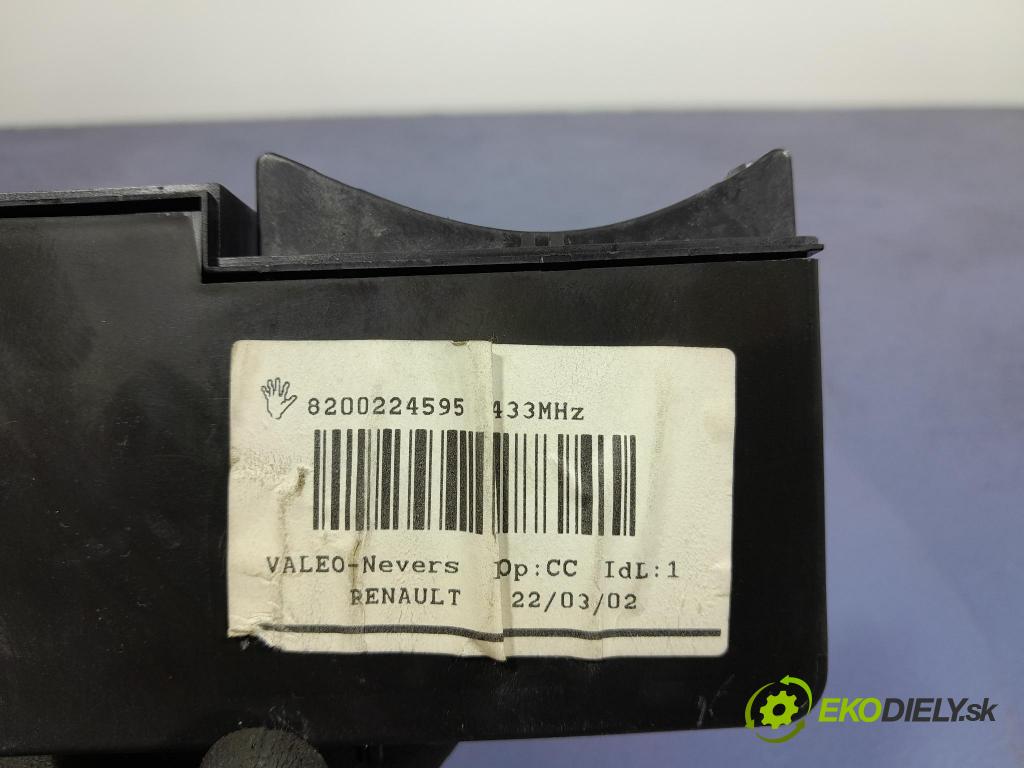 8200224595 433MHz
VALEO-Nevers Op:CC IdL:1
RENAULT 22/03/02
EKODIELY.sk